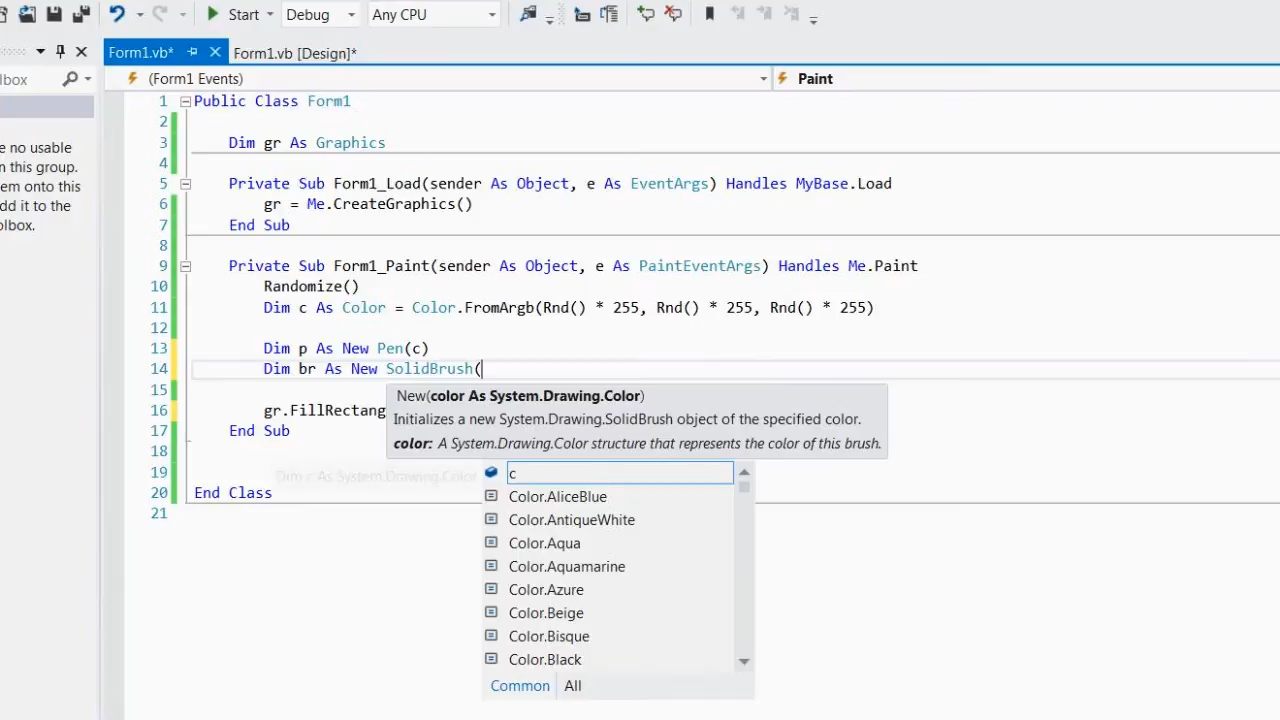 Start Debug Any CPU
Form1.vb* Form1.vb [Design]*
lbox
(Form1 Events) Paint
e no usable
n this group.
em onto this
dd it to the
olbox.
1 Public Class Form1
2
3 Dim gr As Graphics
4
5 Private Sub Form1_Load(sender As Object, e As EventArgs) Handles MyBase.Load
6 gr = Me.CreateGraphics()
7 End Sub
8
9 Private Sub Form1_Paint(sender As Object, e As PaintEventArgs) Handles Me.Paint
10 Randomize()
11 Dim c As Color = Color.FromArgb(Rnd() * 255, Rnd() * 255, Rnd() * 255)
12
13 Dim p As New Pen(c)
14 Dim br As New SolidBrush(
15
16 gr.FillRectang
17 End Sub
18
19
20 End Class
21
New(color As System.Drawing.Color)
Initializes a new System.Drawing.SolidBrush object of the specified color.
color: A System.Drawing.Color structure that represents the color of this brush.
Dim c As System.Drawing.Color
c
Color.AliceBlue
Color.AntiqueWhite
Color.Aqua
Color.Aquamarine
Color.Azure
Color.Beige
Color.Bisque
Color.Black
Common All